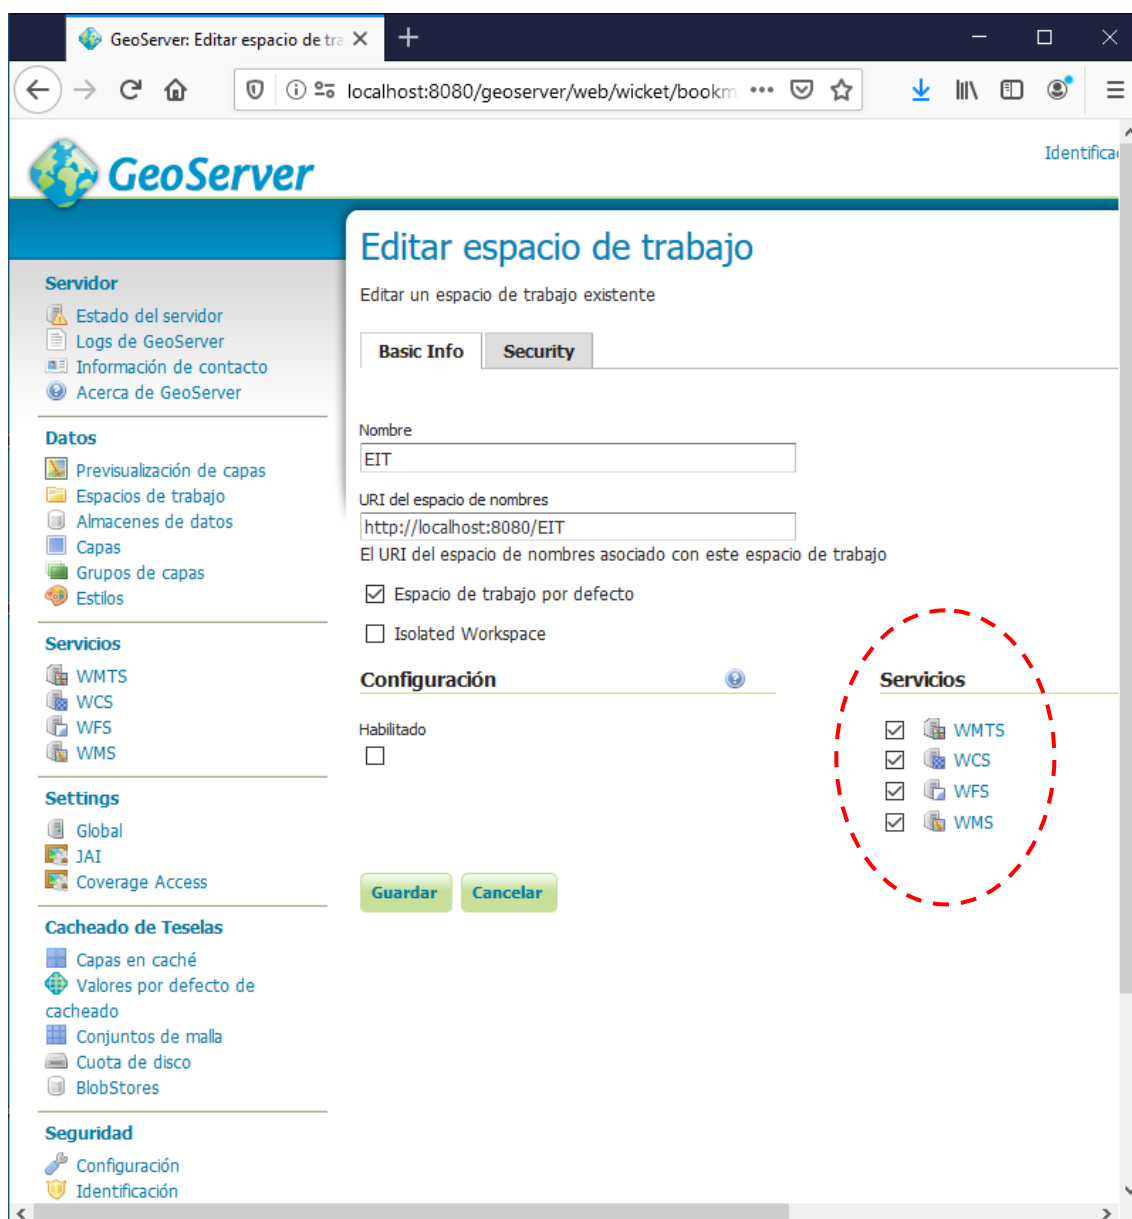 GeoServer: Editar espacio de tra
localhost:8080/geoserver/web/wicket/bookm
GeoServer
Identifica
Editar espacio de trabajo
Editar un espacio de trabajo existente
Basic Info
Security
Nombre
EIT
URI del espacio de nombres
http://localhost:8080/EIT
El URI del espacio de nombres asociado con este espacio de trabajo
Espacio de trabajo por defecto
Isolated Workspace
Configuración
Habilitado
Servicios
WMTS
WCS
WFS
WMS
Guardar
Cancelar
Servidor
Estado del servidor
Logs de GeoServer
Información de contacto
Acerca de GeoServer
Datos
Previsualización de capas
Espacios de trabajo
Almacenes de datos
Capas
Grupos de capas
Estilos
Servicios
WMTS
WCS
WFS
WMS
Settings
Global
JAI
Coverage Access
Cacheado de Teselas
Capas en caché
Valores por defecto de
cacheado
Conjuntos de malla
Cuota de disco
BlobStores
Seguridad
Configuración
Identificación